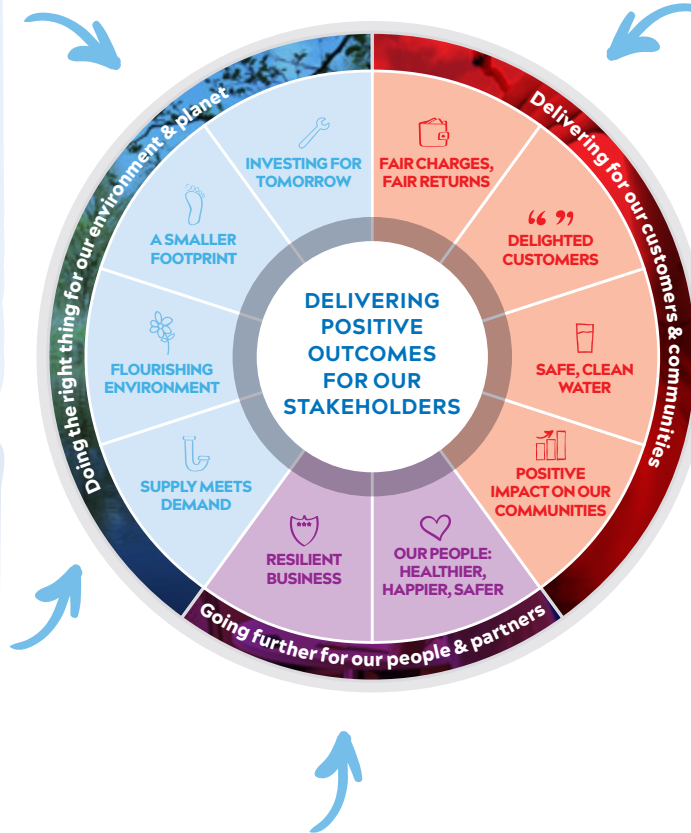 Doing the right thing for our environment & planet
Delivering for our customers & communities
INVESTING FOR
TOMORROW
FAIR CHARGES,
FAIR RETURNS
A SMALLER
FOOTPRINT
“ ”
DELIGHTED
CUSTOMERS
DELIVERING
POSITIVE
OUTCOMES
FOR OUR
STAKEHOLDERS
FLOURISHING
ENVIRONMENT
SAFE, CLEAN
WATER
SUPPLY MEETS
DEMAND
POSITIVE
IMPACT ON OUR
COMMUNITIES
RESILIENT
BUSINESS
OUR PEOPLE:
HEALTHIER,
HAPPIER, SAFER
Going further for our people & partners